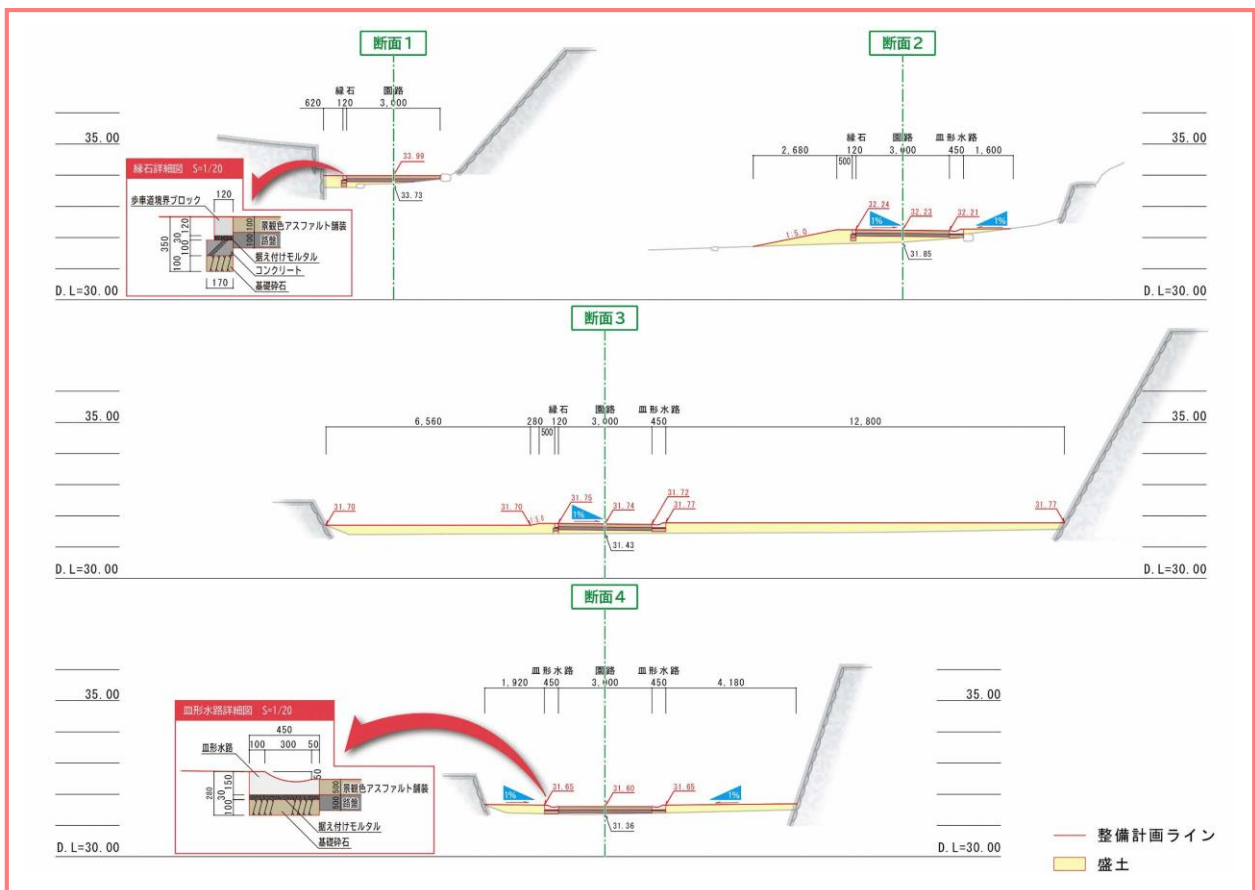 断面1
断面2
縁石 園路
620 120 3,000
35.00
33.99
33.73
縁石詳細図 S=1/20
120
歩車道境界ブロック
350
120
30
100
100
100
100
景観色アスファルト舗装
路盤
据え付けモルタル
コンクリート
基礎砕石
170
D.L=30.00
縁石 園路 皿形水路
2,680 120 3,000 450 1,600
500
35.00
32.24 32.23 32.21
1% 1%
1:5.0
31.85
D.L=30.00
断面3
縁石 園路 皿形水路
35.00 35.00
6,560 280 120 3,000 450 12,800
500
31.70 31.70 31.75 31.74 31.72 31.77 31.77
1%
31.43
D.L=30.00 D.L=30.00
断面4
皿形水路 園路 皿形水路
1,920 450 3,000 450 4,180
35.00 35.00
皿形水路詳細図 S=1/20
450
100 300 50
皿形水路
50
280
150
30
100
500
500
景観色アスファルト舗装
路盤
据え付けモルタル
基礎砕石
31.65 31.60 31.65
1% 1%
31.36
D.L=30.00 D.L=30.00
整備計画ライン
盛土